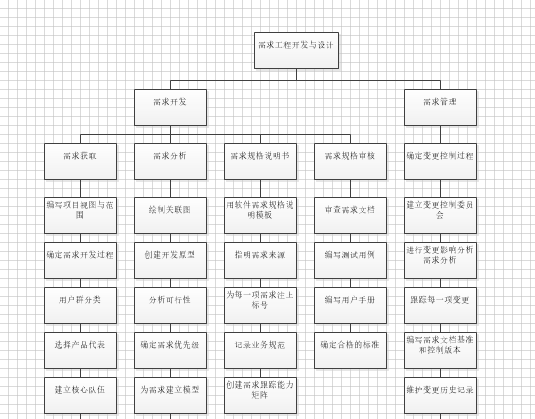 需求工程开发与设计
需求开发
需求管理
需求获取
需求分析
需求规格说明书
需求规格审核
确定变更控制过程
编写项目视图与范
围
绘制关联图
用软件需求规格说
明模版
审查需求文档
建立变更控制委员
会
确定需求开发过程
创建开发原型
指明需求来源
编写测试用例
进行变更影响分析
需求分析
用户群分类
分析可行性
为每一项需求注上
标号
编写用户手册
跟踪每一项变更
选择产品代表
确定需求优先级
记录业务规范
确定合格的标准
编写需求文档基准
和控制版本
建立核心队伍
为需求建立模型
创建需求跟踪能力
矩阵
维护变更历史记录